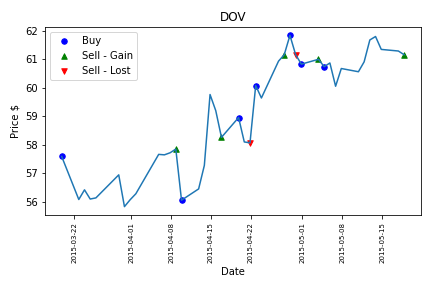 DOV
Buy
Sell - Gain
Sell - Lost
Price $
62
61
60
59
58
57
56
2015-03-22
2015-04-01
2015-04-08
2015-04-15
2015-04-22
2015-05-01
2015-05-08
2015-05-15
Date